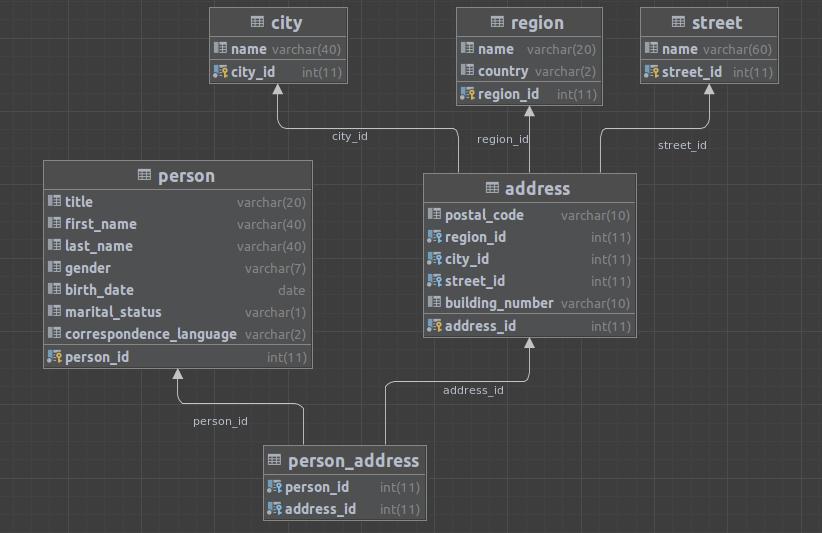 city
name varchar(40)
city_id int(11)
region
name varchar(20)
country varchar(2)
region_id int(11)
street
name varchar(60)
street_id int(11)
city_id
region_id
street_id
person
title varchar(20)
first_name varchar(40)
last_name varchar(40)
gender varchar(7)
birth_date date
marital_status varchar(1)
correspondence_language varchar(2)
person_id int(11)
address
postal_code varchar(10)
region_id int(11)
city_id int(11)
street_id int(11)
building_number varchar(10)
address_id int(11)
person_id
address_id
person_address
person_id int(11)
address_id int(11)